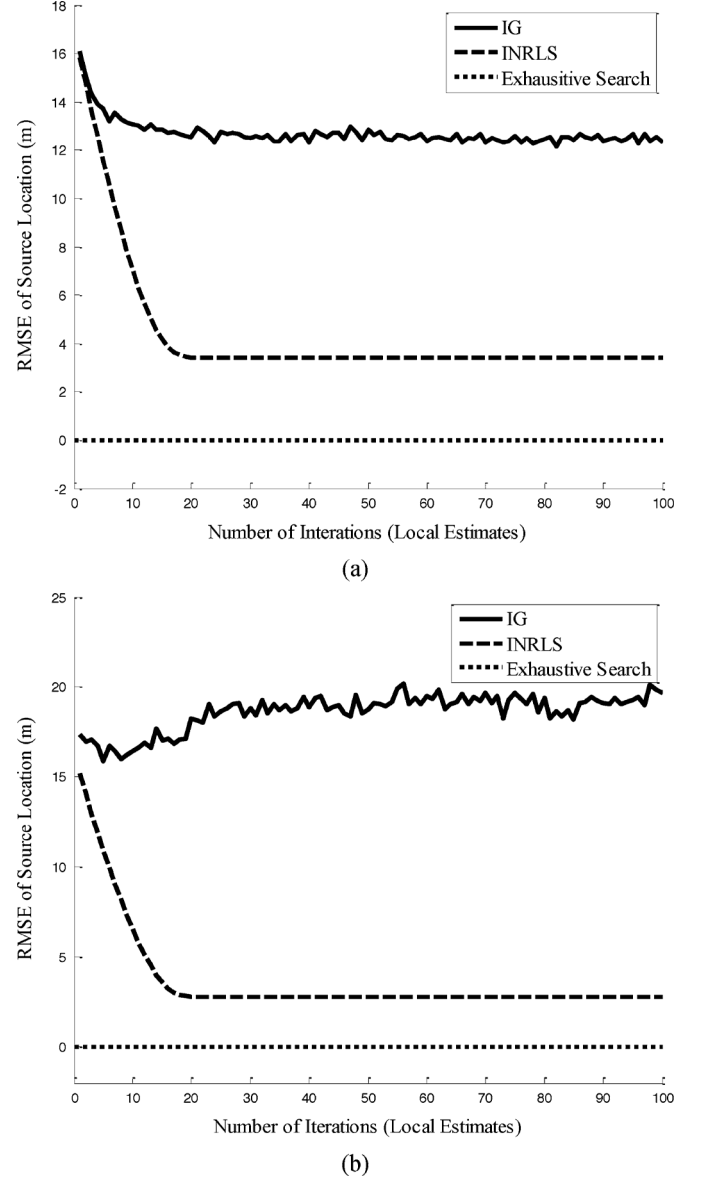 18
16
14
12
10
8
6
4
2
0
-2
RMSE of Source Location (m)
IG
INRLS
Exhausitive Search
0 10 20 30 40 50 60 70 80 90 100
Number of Interations (Local Estimates)
(a)
25
20
15
10
5
0
RMSE of Source Location (m)
IG
INRLS
Exhaustive Search
0 10 20 30 40 50 60 70 80 90 100
Number of Iterations (Local Estimates)
(b)